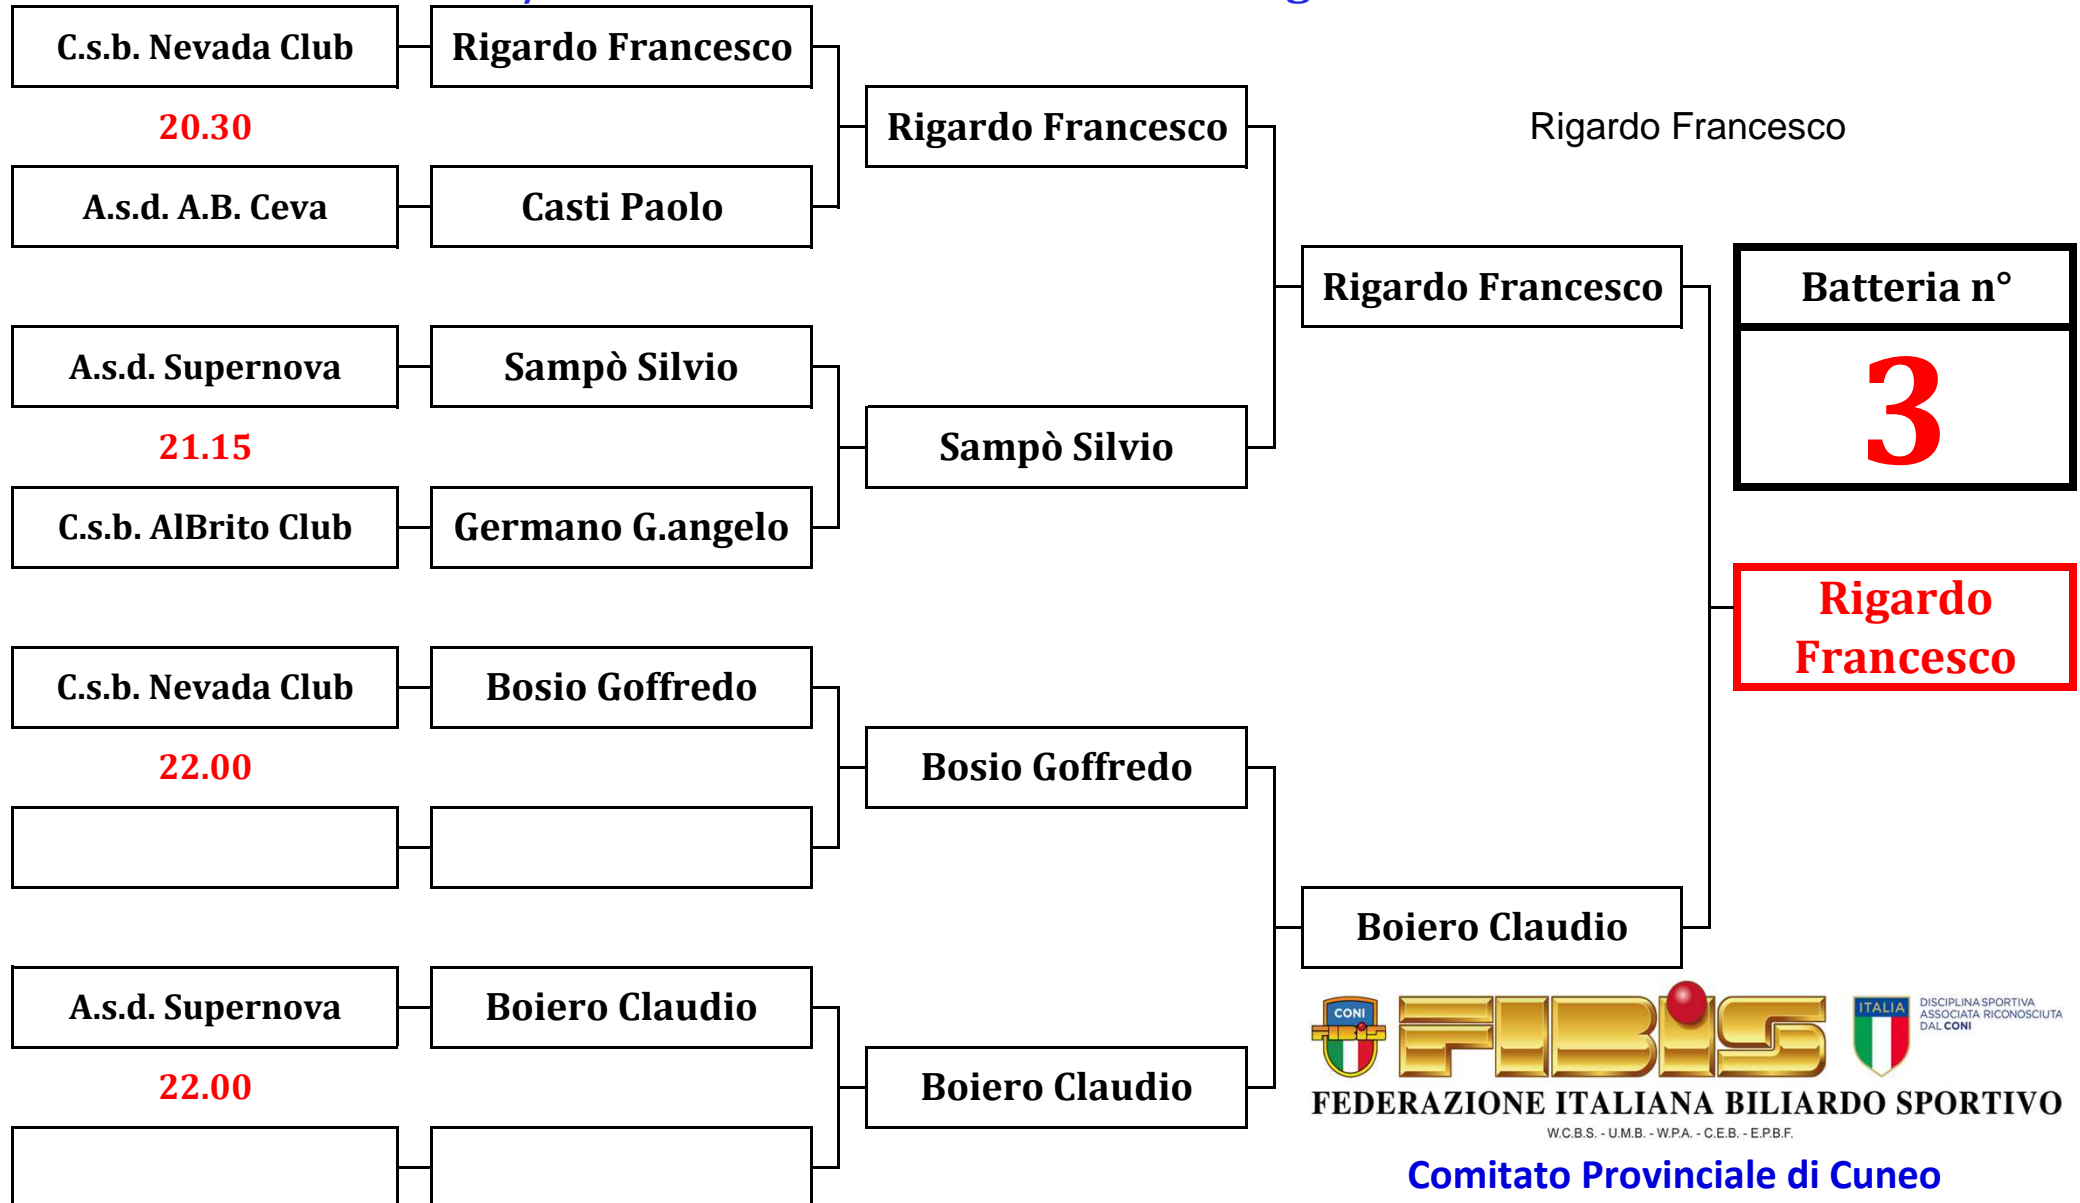 C.s.b. Nevada Club
Rigardo Francesco
20.30
Rigardo Francesco
Rigardo Francesco
A.s.d. A.B. Ceva
Casti Paolo
Rigardo Francesco
Batteria n°
A.s.d. Supernova
Sampò Silvio
3
21.15
Sampò Silvio
C.s.b. AlBrito Club
Germano G.angelo
Rigardo
Francesco
C.s.b. Nevada Club
Bosio Goffredo
22.00
Bosio Goffredo
Boiero Claudio
A.s.d. Supernova
Boiero Claudio
CONI
FIBIS
FIBIS
ITALIA
DISCIPLINA SPORTIVA
ASSOCIATA RICONOSCIUTA
DAL CONI
22.00
Boiero Claudio
FEDERAZIONE ITALIANA BILIARDO SPORTIVO
W.C.B.S. - U.M.B. - W.P.A. - C.E.B. - E.P.B.F.
Comitato Provinciale di Cuneo